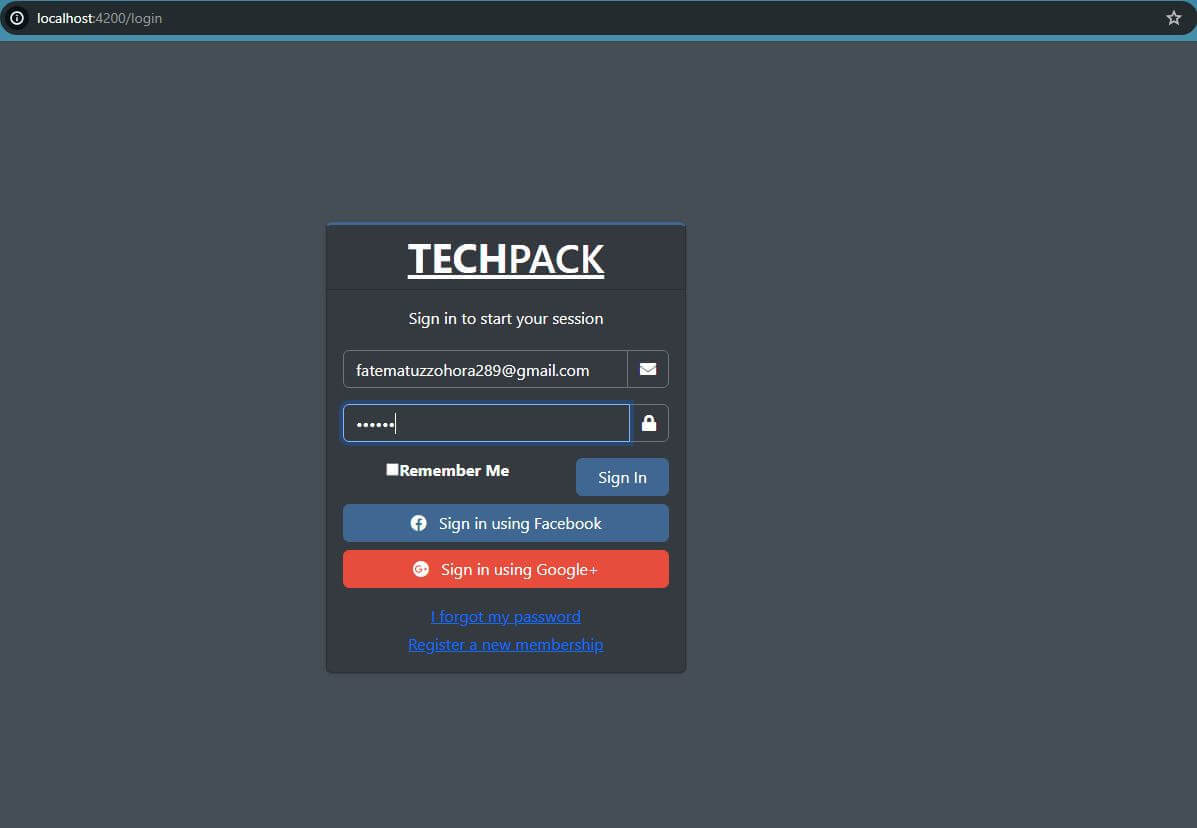 localhost:4200/login
TECHPACK
Sign in to start your session
fatematuzzohora289@gmail.com
••••••
Remember Me
Sign In
Sign in using Facebook
Sign in using Google+
I forgot my password
Register a new membership